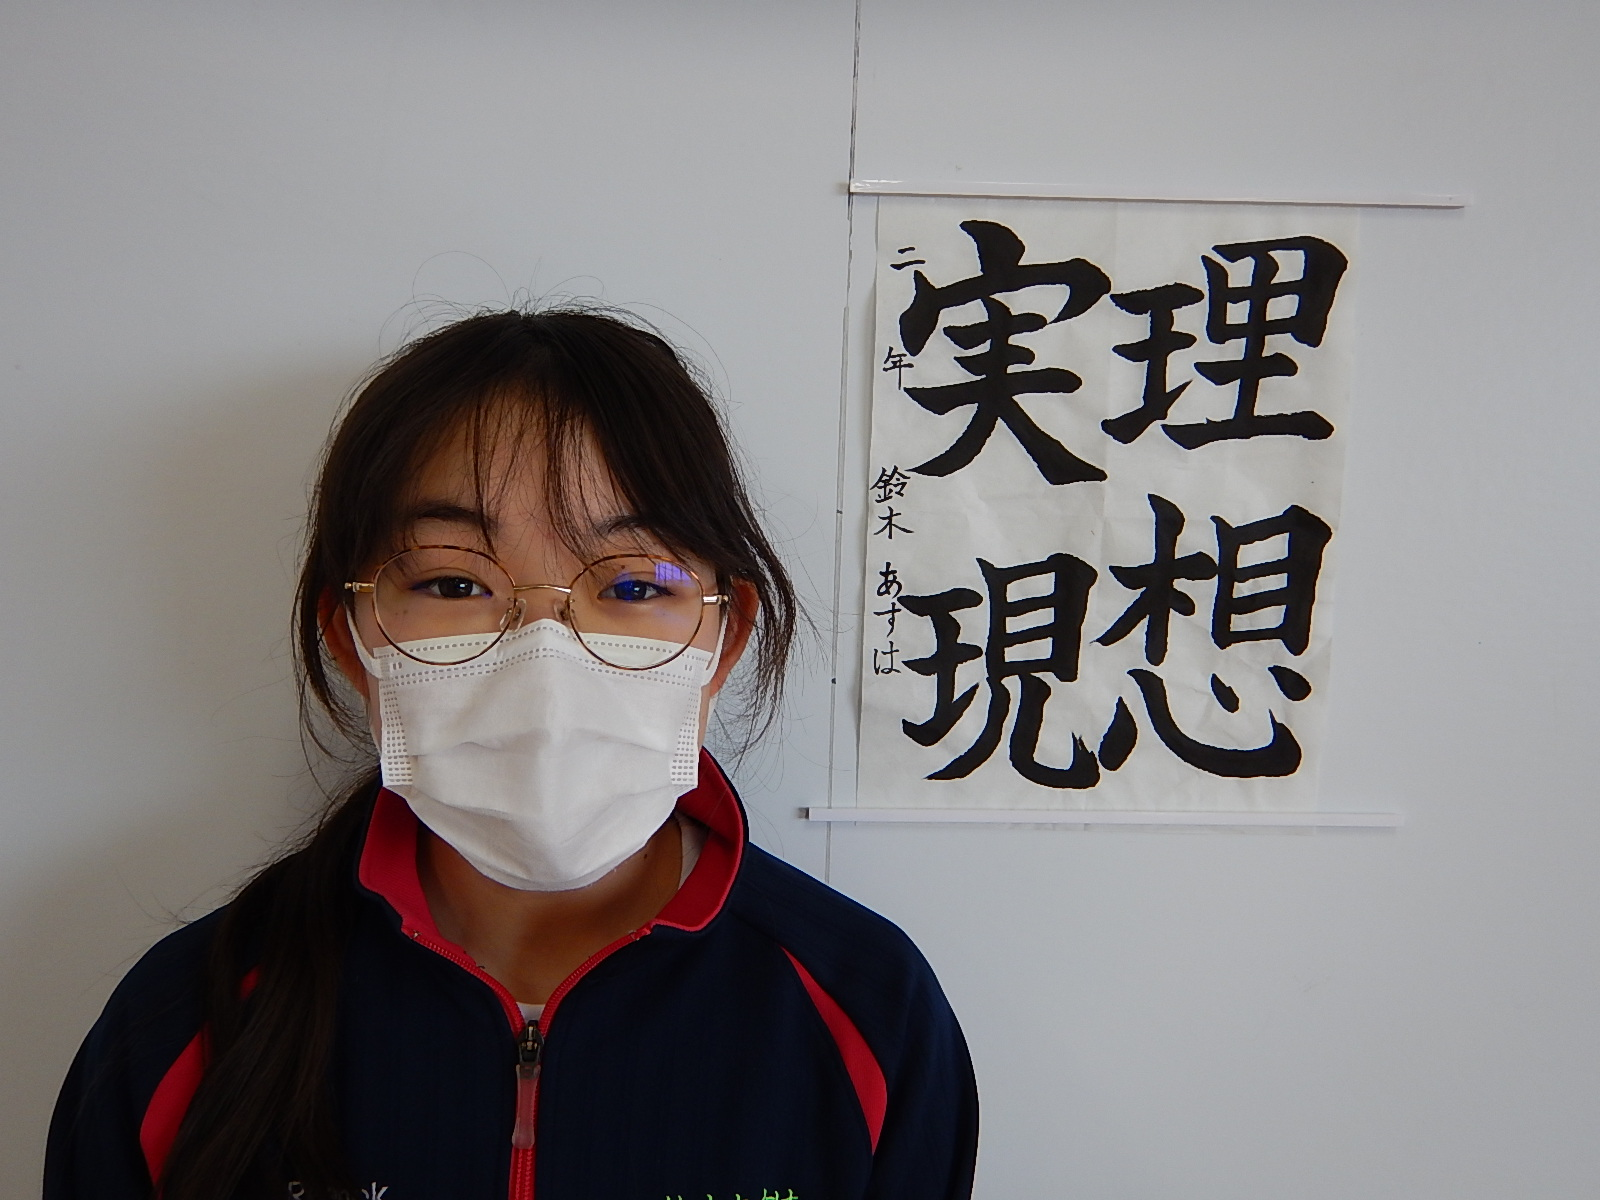 理想
実現
二年 鈴木 あすは